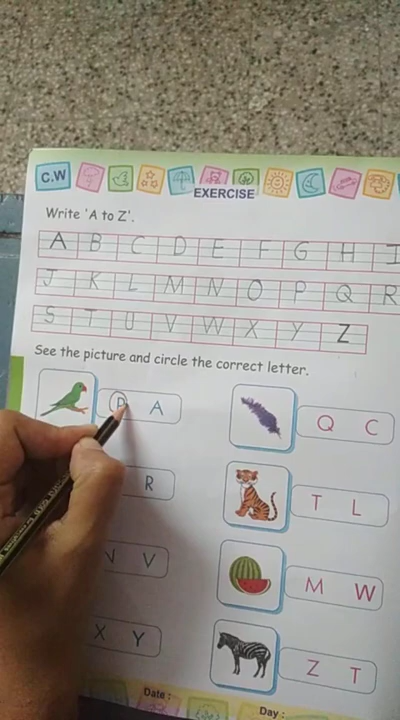 C.W
EXERCISE
Write 'A to Z'.
A B C D E F G H I
J K L M N O P Q R
S T U V W X Y Z
See the picture and circle the correct letter.
P A
Q C
R
T L
V
M W
X Y
Z T
Date :
Day :